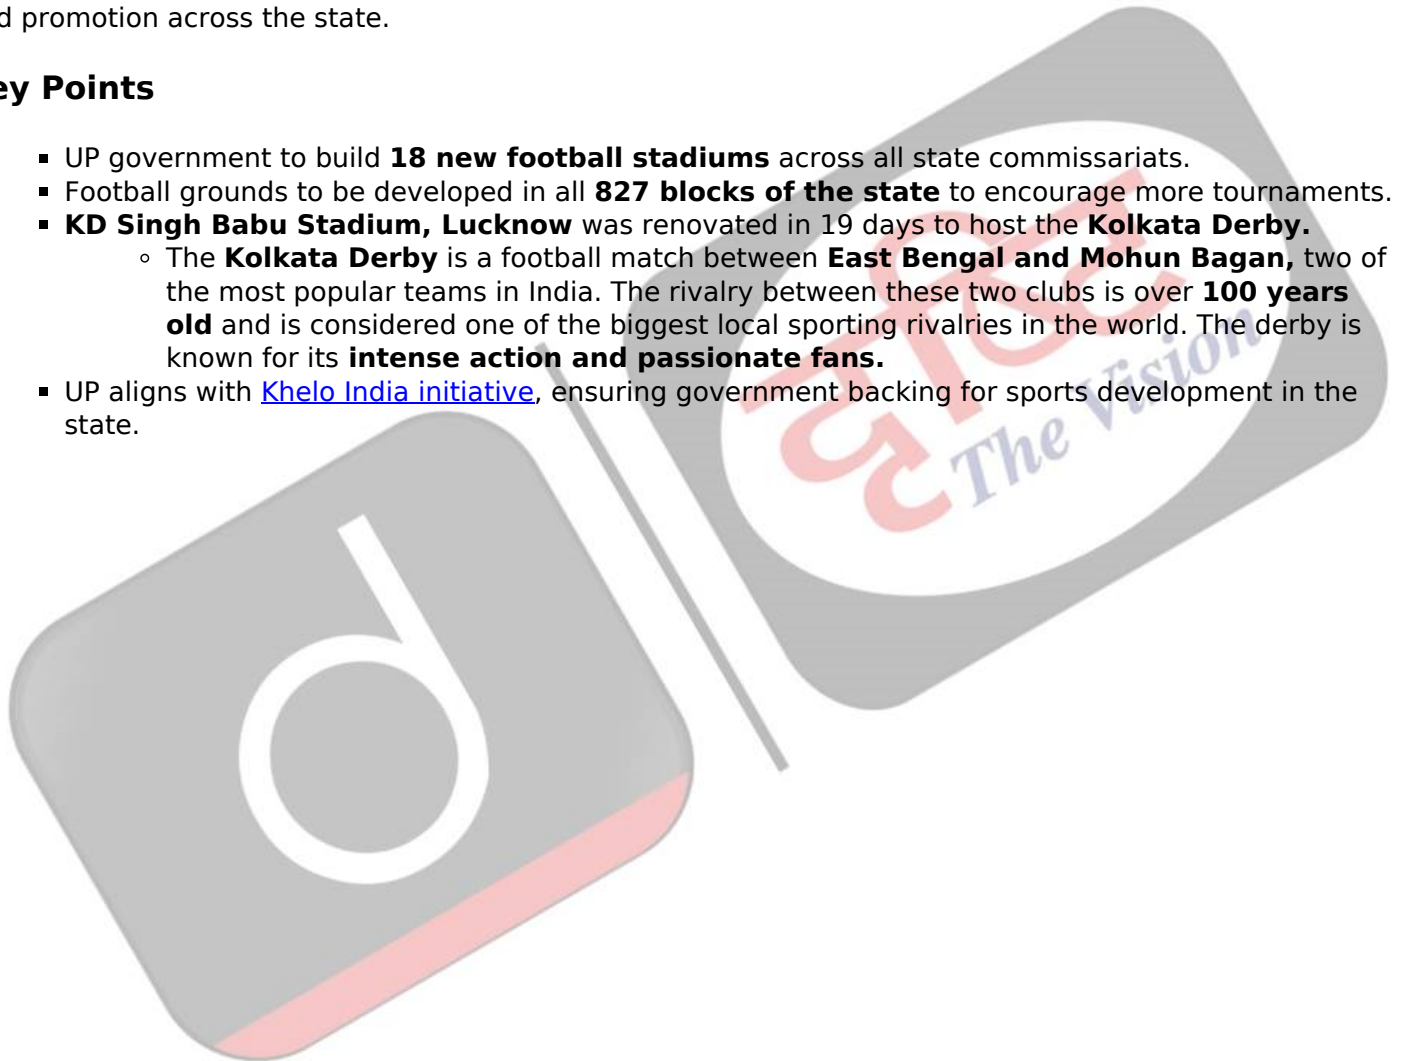 d promotion across the state.
ey Points
▪ UP government to build 18 new football stadiums across all state commissariats.
▪ Football grounds to be developed in all 827 blocks of the state to encourage more tournaments.
▪ KD Singh Babu Stadium, Lucknow was renovated in 19 days to host the Kolkata Derby.
◦ The Kolkata Derby is a football match between East Bengal and Mohun Bagan, two of
the most popular teams in India. The rivalry between these two clubs is over 100 years
old and is considered one of the biggest local sporting rivalries in the world. The derby is
known for its intense action and passionate fans.
▪ UP aligns with Khelo India initiative, ensuring government backing for sports development in the
state.
d
दृष्टि
The Vision